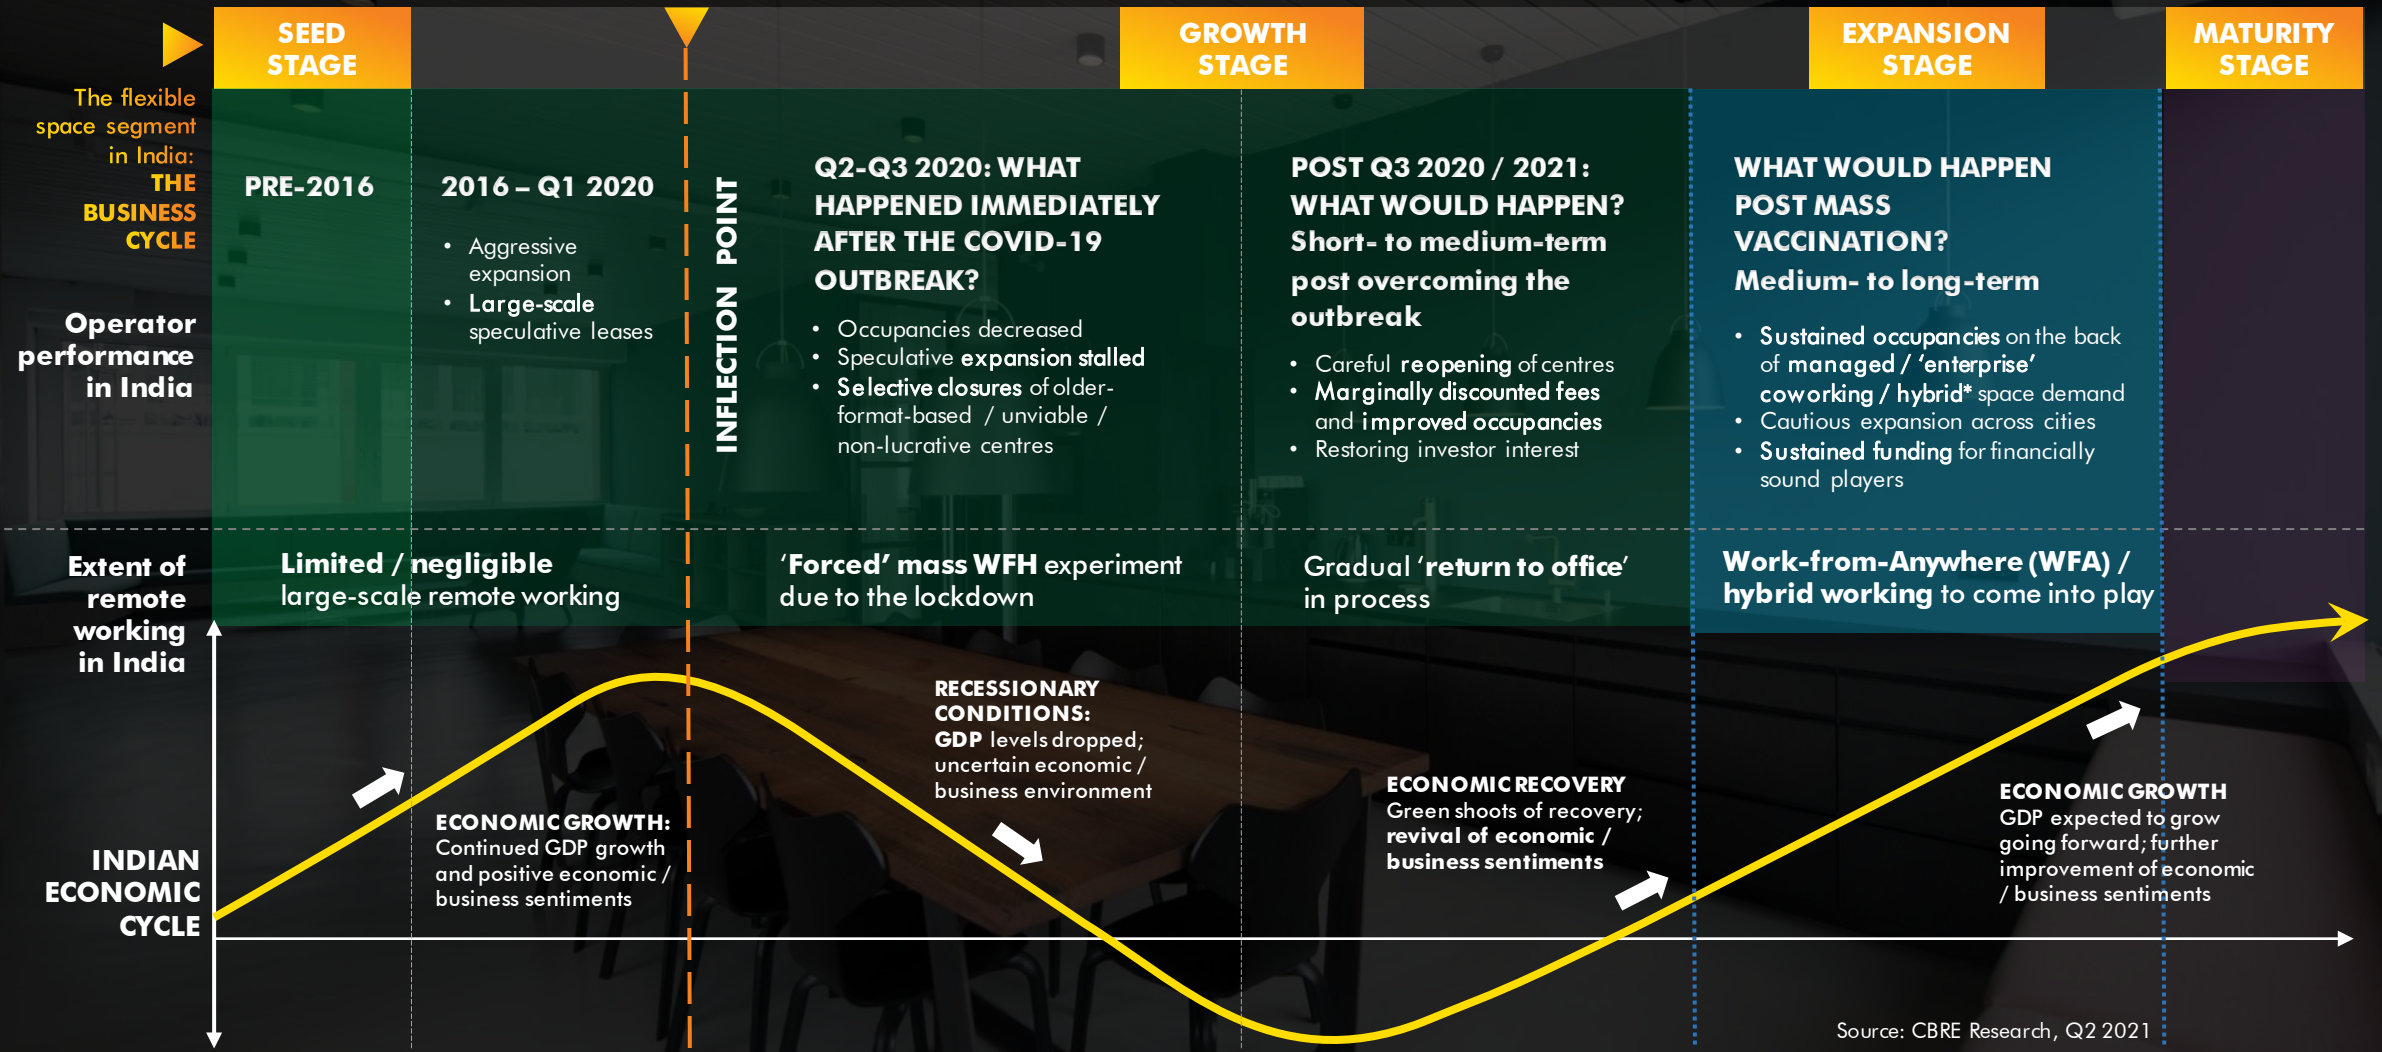 SEED
STAGE
GROWTH
STAGE
EXPANSION
STAGE
MATURITY
STAGE
The flexible
space segment
in India:
THE
BUSINESS
CYCLE
Operator
performance
in India
PRE-2016
2016 – Q1 2020
• Aggressive
expansion
• Large-scale
speculative leases
INFLECTION POINT
Q2-Q3 2020: WHAT
HAPPENED IMMEDIATELY
AFTER THE COVID-19
OUTBREAK?
• Occupancies decreased
• Speculative expansion stalled
• Selective closures of older-
format-based / unviable /
non-lucrative centres
POST Q3 2020 / 2021:
WHAT WOULD HAPPEN?
Short- to medium-term
post overcoming the
outbreak
• Careful reopening of centres
• Marginally discounted fees
and improved occupancies
• Restoring investor interest
WHAT WOULD HAPPEN
POST MASS
VACCINATION?
Medium- to long-term
• Sustained occupancies on the back
of managed / ‘enterprise’
coworking / hybrid* space demand
• Cautious expansion across cities
• Sustained funding for financially
sound players
Extent of
remote
working
in India
Limited / negligible
large-scale remote working
‘Forced’ mass WFH experiment
due to the lockdown
Gradual ‘return to office’
in process
Work-from-Anywhere (WFA) /
hybrid working to come into play
INDIAN
ECONOMIC
CYCLE
ECONOMIC GROWTH:
Continued GDP growth
and positive economic /
business sentiments
RECESSIONARY
CONDITIONS:
GDP levels dropped;
uncertain economic /
business environment
ECONOMIC RECOVERY
Green shoots of recovery;
revival of economic /
business sentiments
ECONOMIC GROWTH
GDP expected to grow
going forward; further
improvement of economic
/ business sentiments
Source: CBRE Research, Q2 2021